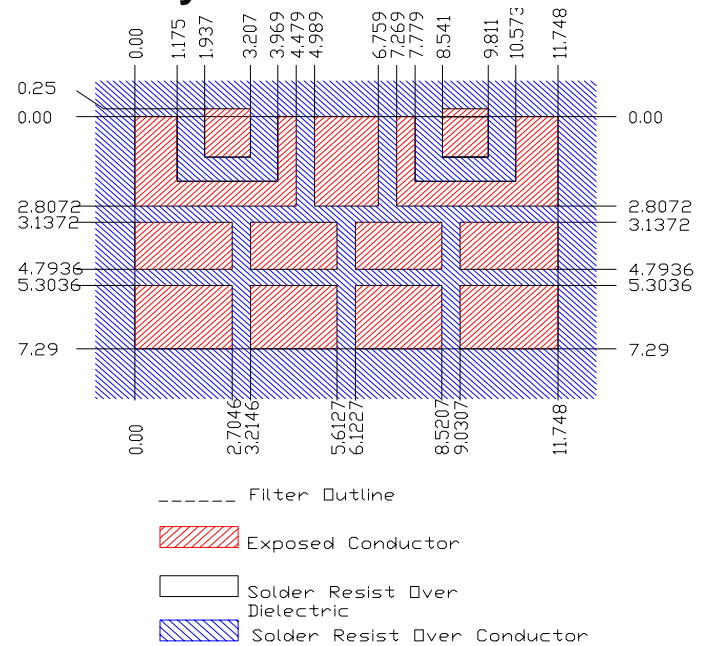 0.00 1.175 1.937 3.207 3.969 4.479 4.989 6.759 7.269 7.779 8.541 9.811 10.573 11.748
0.25
0.00 0.00
2.8072 2.8072
3.1372 3.1372
4.7936 4.7936
5.3036 5.3036
7.29 7.29
0.00 2.7046 3.2146 5.6127 6.1227 8.5207 9.0307 11.748
Filter Outline
Exposed Conductor
Solder Resist Over
Dielectric
Solder Resist Over Conductor